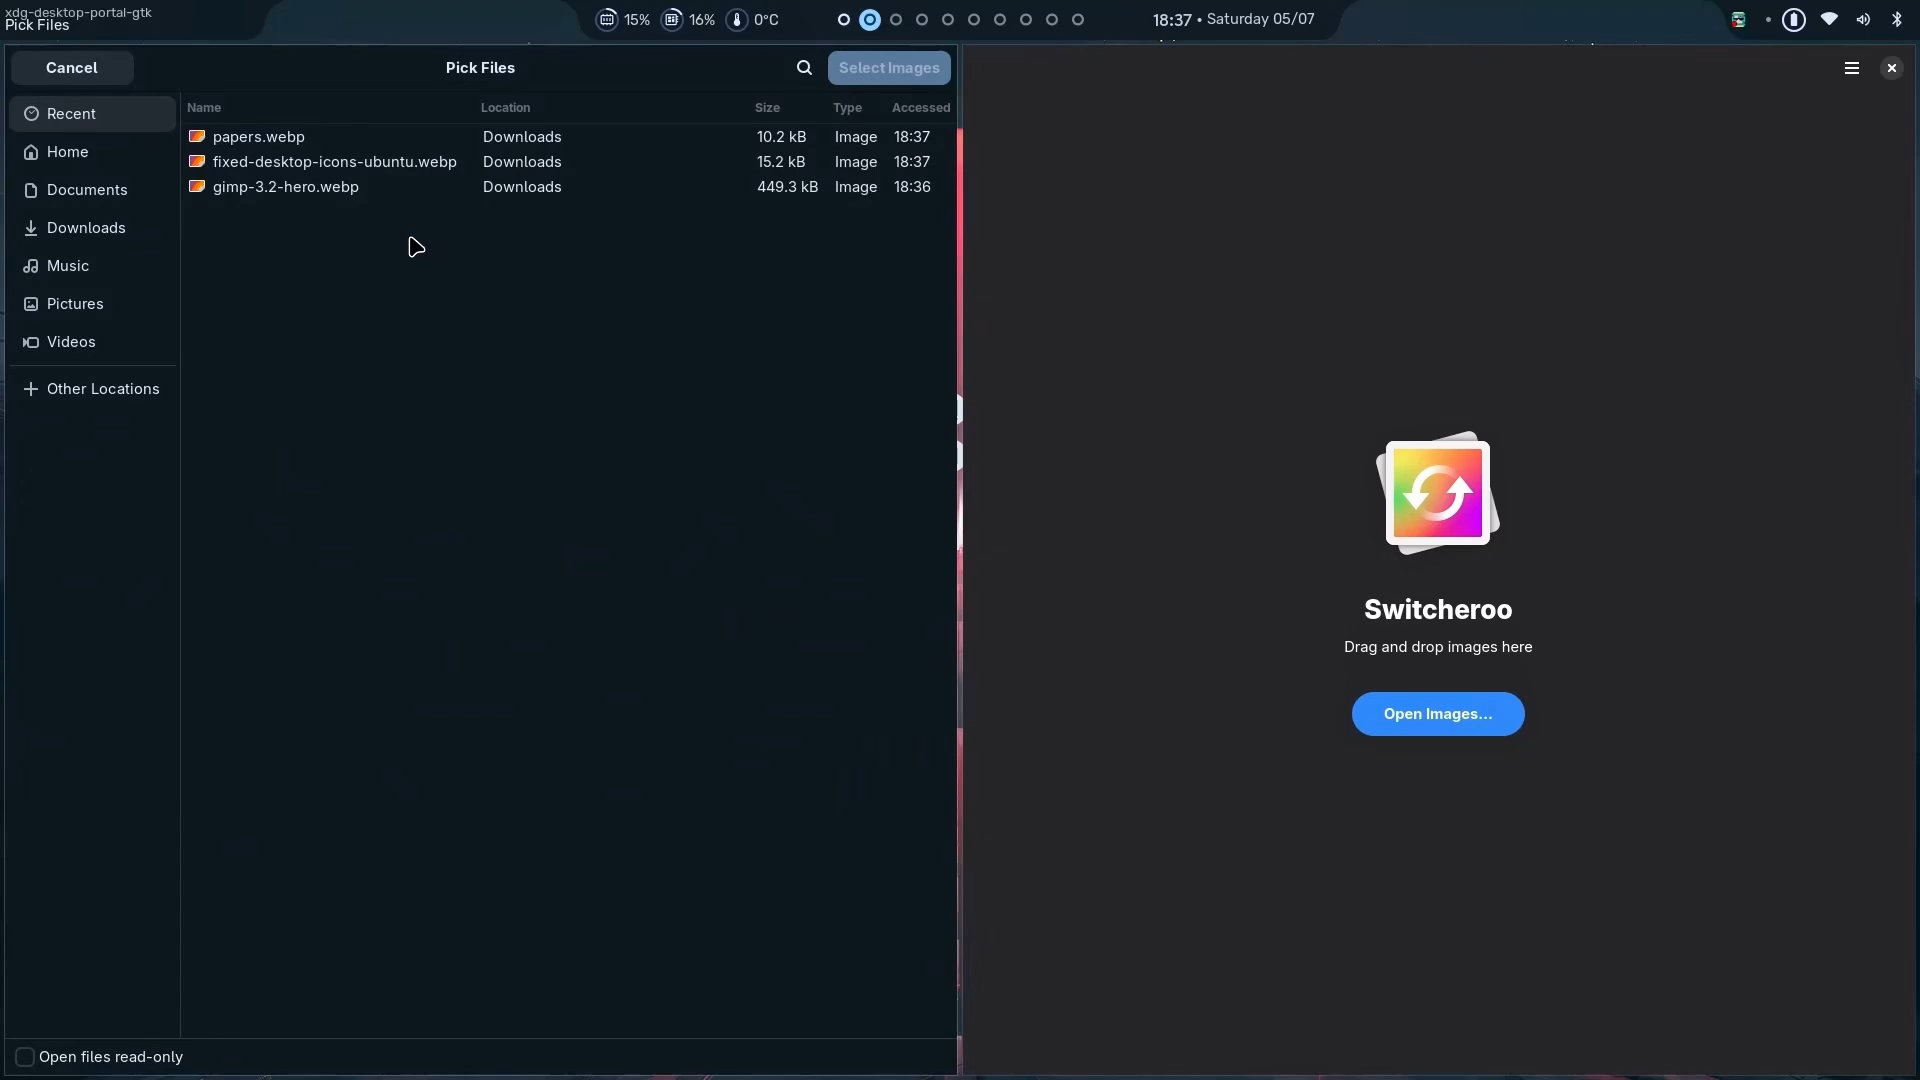 xdg-desktop-portal-gtk
Pick Files
15% 16% 0°C
18:37 • Saturday 05/07
Cancel
Pick Files
Select Images
Recent
Home
Documents
Downloads
Music
Pictures
Videos
Other Locations
Name Location Size Type Accessed
papers.webp Downloads 10.2 kB Image 18:37
fixed-desktop-icons-ubuntu.webp Downloads 15.2 kB Image 18:37
gimp-3.2-hero.webp Downloads 449.3 kB Image 18:36
Open files read-only
Switcheroo
Drag and drop images here
Open Images...